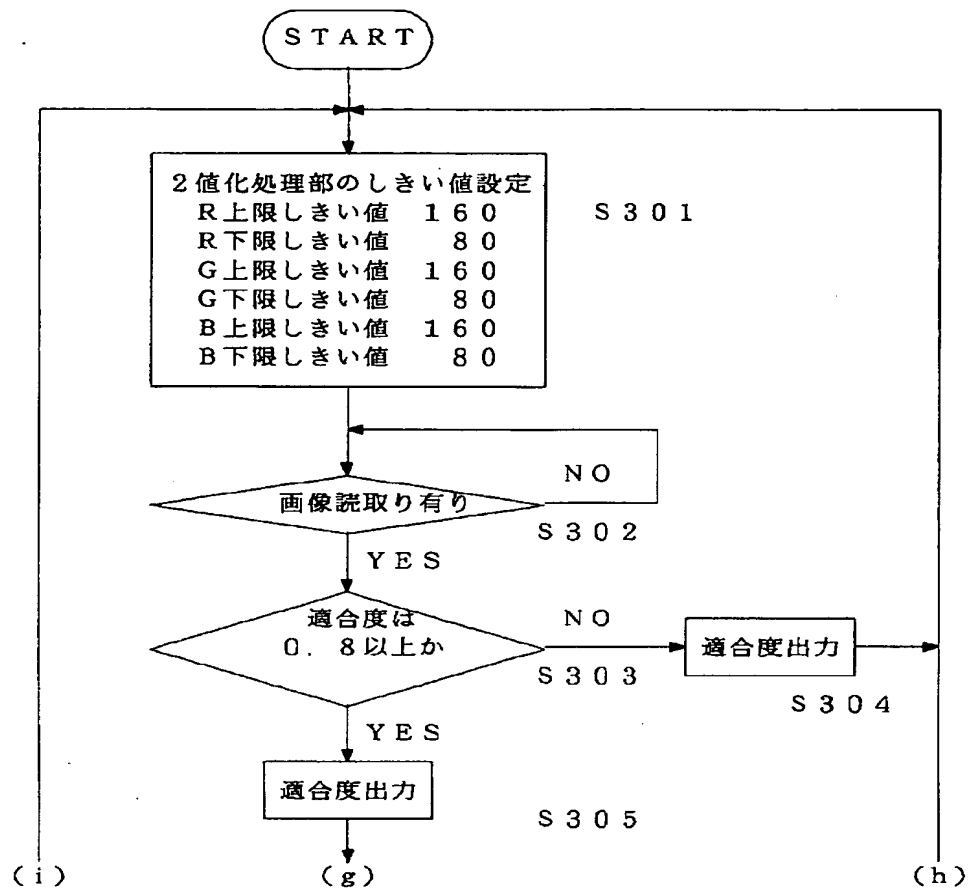 START
2値化処理部のしきい値設定
R上限しきい値 160
R下限しきい値 80
G上限しきい値 160
G下限しきい値 80
B上限しきい値 160
B下限しきい値 80
S301
NO
画像読取り有り
S302
YES
適合度は
0.8以上か
NO
S303
適合度出力
S304
YES
適合度出力
S305
(i)
(g)
(h)